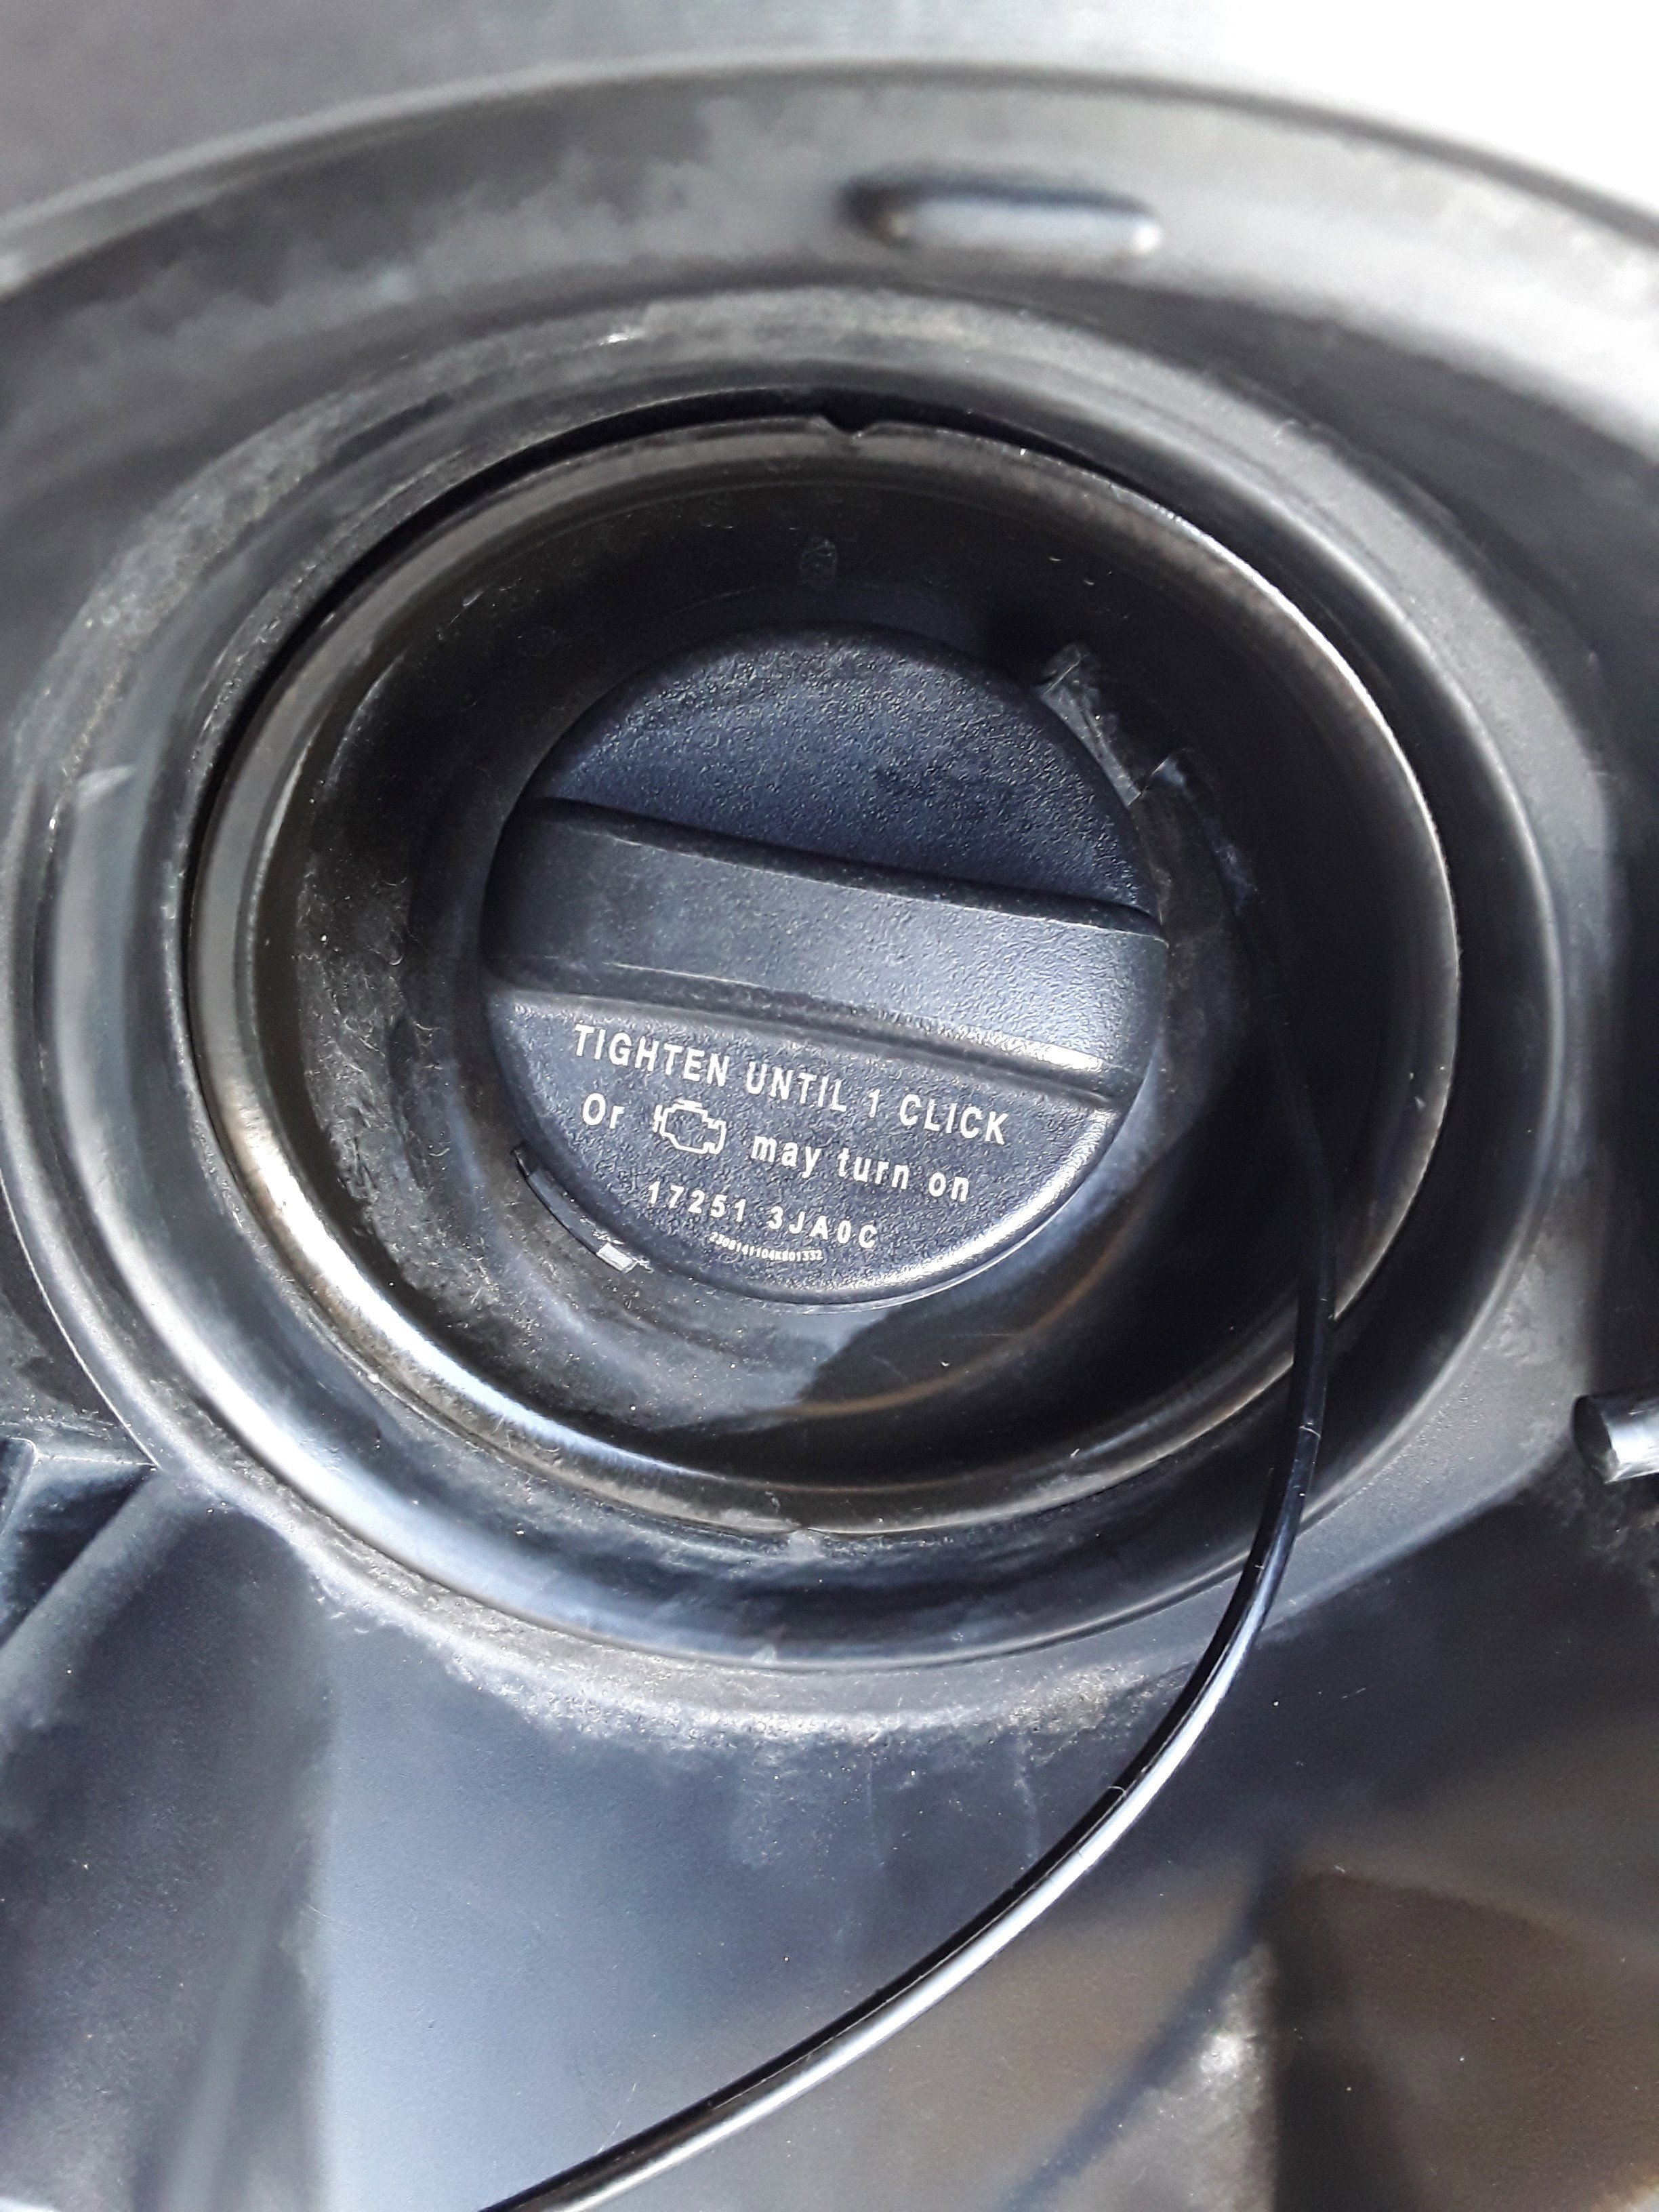 TIGHTEN UNTIL 1 CLICK
Or may turn on
17251 3JA0C